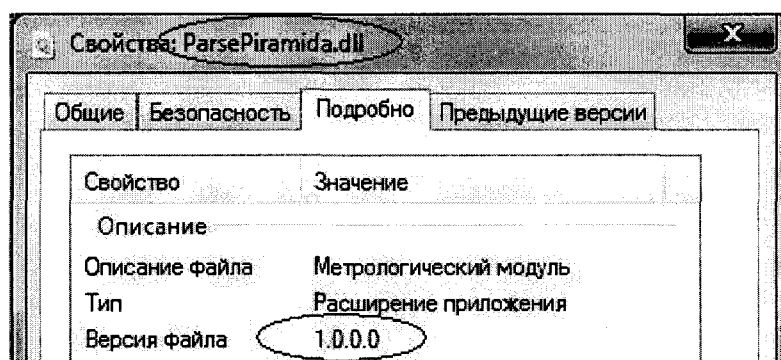 Свойства: ParsePiramida.dll
x
Общие Безопасность Подробно Предыдущие версии
Свойство Значение
Описание
Описание файла Метрологический модуль
Тип Расширение приложения
Версия файла 1.0.0.0